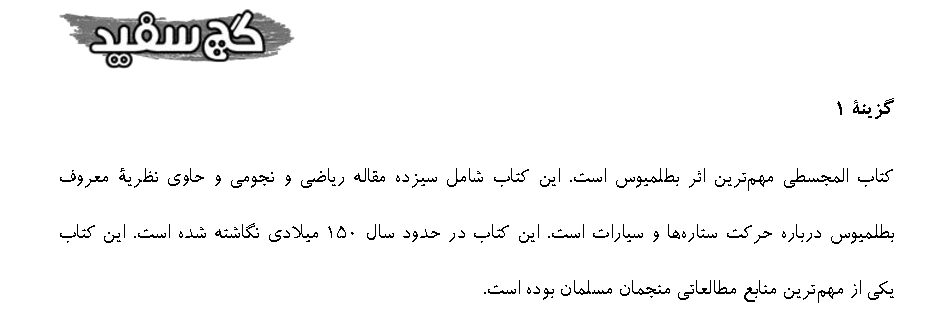 گچ سفید
گزینهٔ ۱
کتاب المجسطی مهم‌ترین اثر بطلمیوس است. این کتاب شامل سیزده مقاله ریاضی و نجومی و حاوی نظریهٔ معروف
بطلمیوس درباره حرکت ستاره‌ها و سیارات است. این کتاب در حدود سال ۱۵۰ میلادی نگاشته شده است. این کتاب
یکی از مهم‌ترین منابع مطالعاتی منجمان مسلمان بوده است.